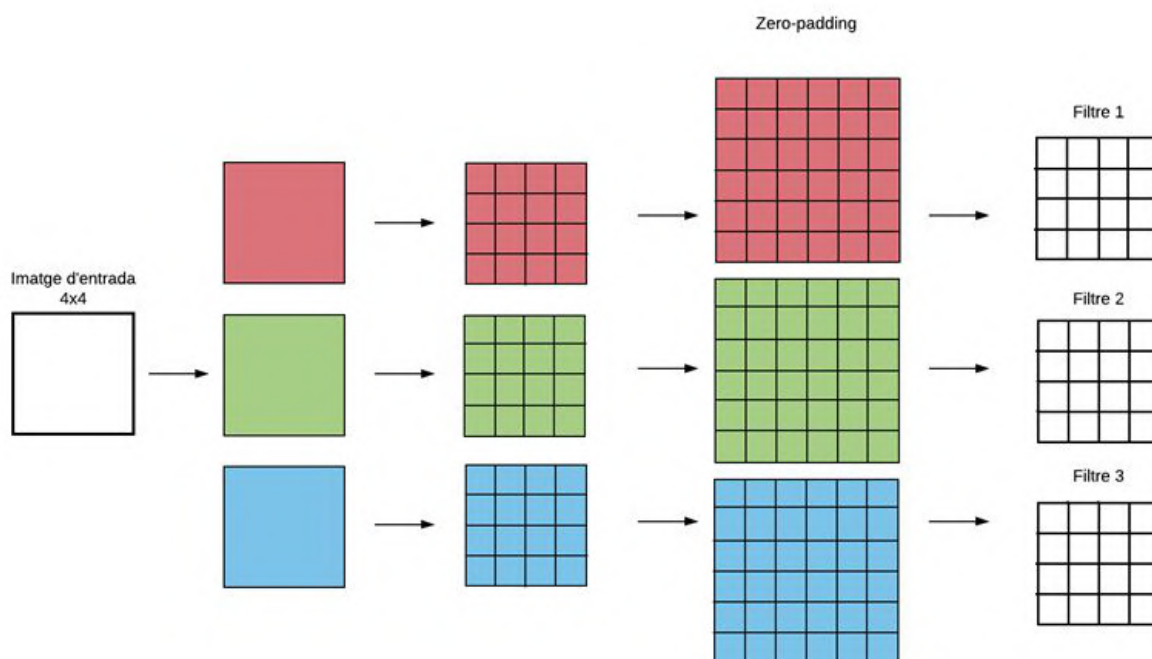 Zero-padding
Filtre 1
Imatge d'entrada
4x4
Filtre 2
Filtre 3